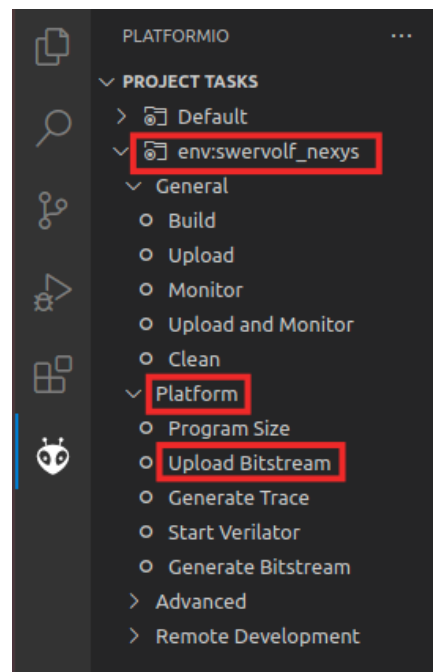 PLATFORMIO
PROJECT TASKS
Default
env:swervolf_nexys
General
Build
Upload
Monitor
Upload and Monitor
Clean
Platform
Program Size
Upload Bitstream
Generate Trace
Start Verilator
Generate Bitstream
Advanced
Remote Development